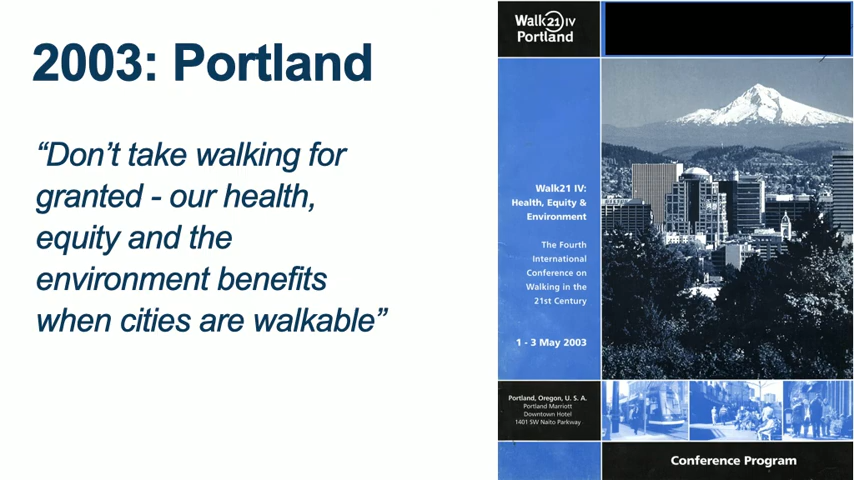 2003: Portland
“Don’t take walking for
granted - our health,
equity and the
environment benefits
when cities are walkable”
Walk21 IV
Portland
Walk21 IV:
Health, Equity &
Environment
The Fourth
International
Conference on
Walking in the
21st Century
1 - 3 May 2003
Portland, Oregon, U. S. A.
Portland Marriott
Downtown Hotel
1401 SW Naito Parkway
Conference Program